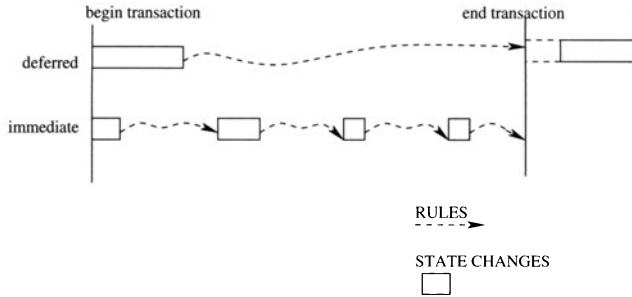 begin transaction
end transaction
deferred
immediate
RULES
STATE CHANGES